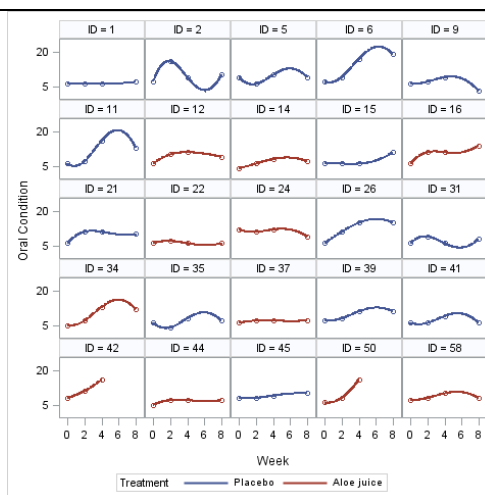 ID = 1 ID = 2 ID = 5 ID = 6 ID = 9
20
5
ID = 11 ID = 12 ID = 14 ID = 15 ID = 16
20
5
ID = 21 ID = 22 ID = 24 ID = 26 ID = 31
20
5
ID = 34 ID = 35 ID = 37 ID = 39 ID = 41
20
5
ID = 42 ID = 44 ID = 45 ID = 50 ID = 58
20
5
Oral Condition
0 2 4 6 8 0 2 4 6 8 0 2 4 6 8 0 2 4 6 8 0 2 4 6 8
Week
Treatment Placebo Aloe juice